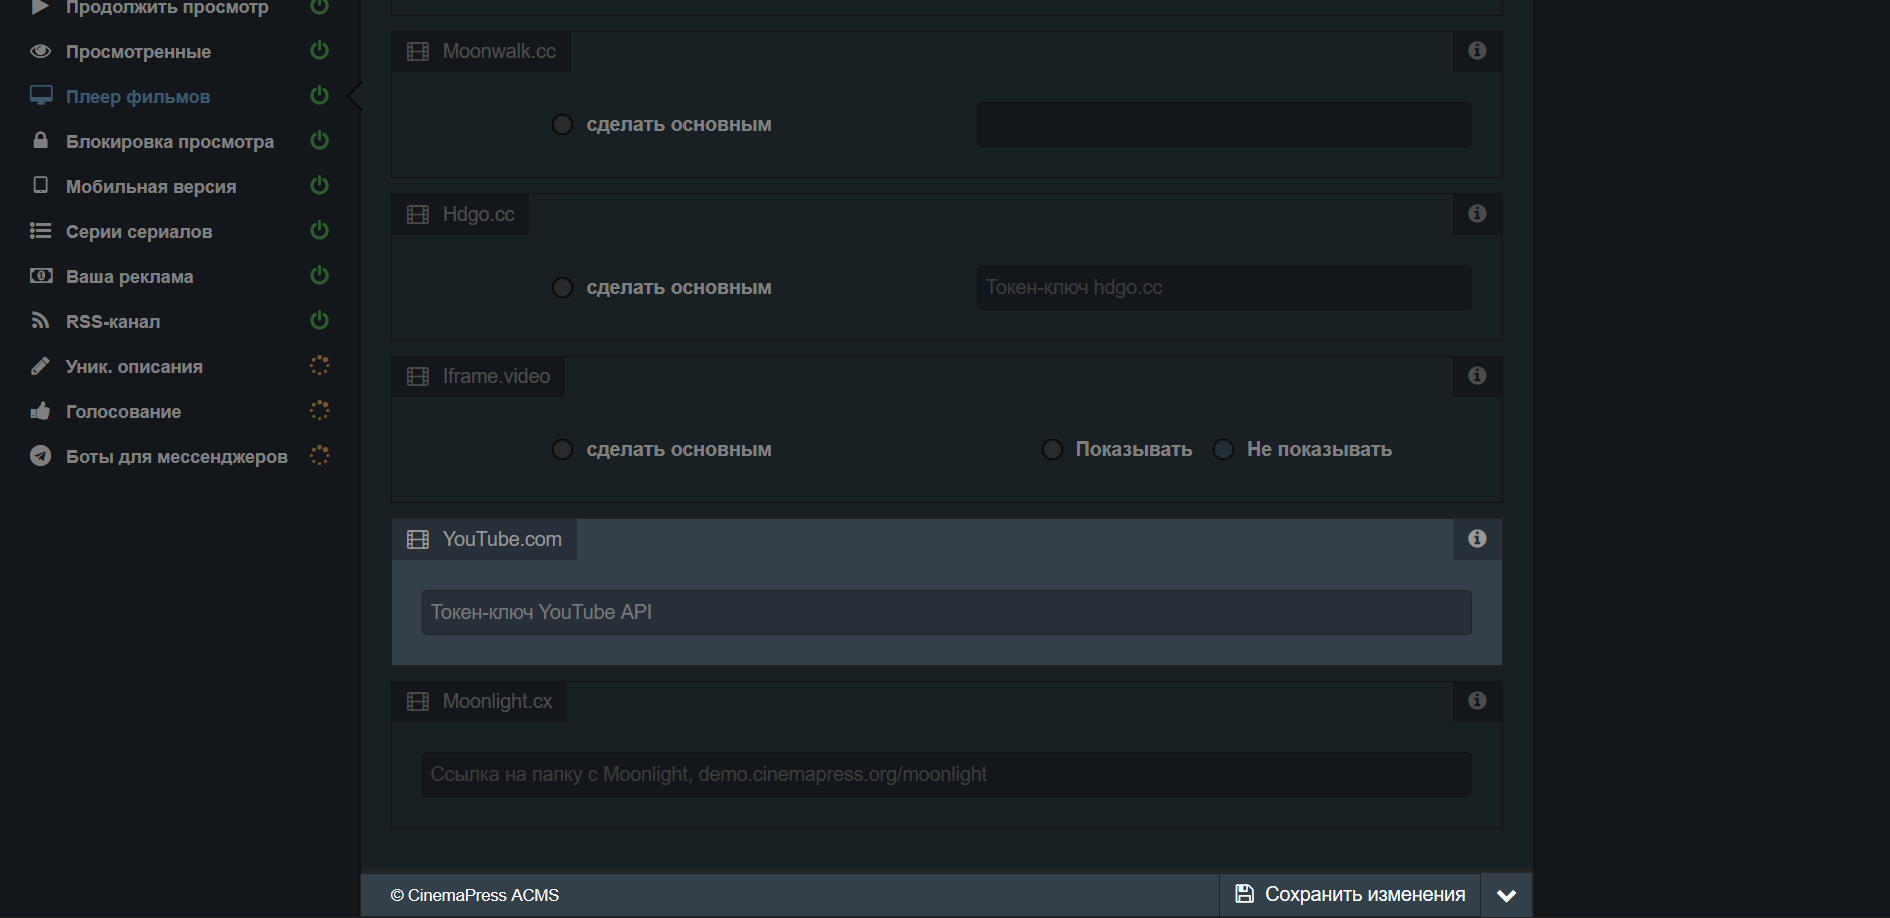 Продолжить просмотр
Просмотренные
Плеер фильмов
Блокировка просмотра
Мобильная версия
Серии сериалов
Ваша реклама
RSS-канал
Уник. описания
Голосование
Боты для мессенджеров
Moonwalk.cc
сделать основным
Hdgo.cc
сделать основным
Токен-ключ hdgo.cc
Iframe.video
сделать основным
Показывать
Не показывать
YouTube.com
Токен-ключ YouTube API
Moonlight.cx
Ссылка на папку с Moonlight, demo.cinemapress.org/moonlight
© CinemaPress ACMS
Сохранить изменения